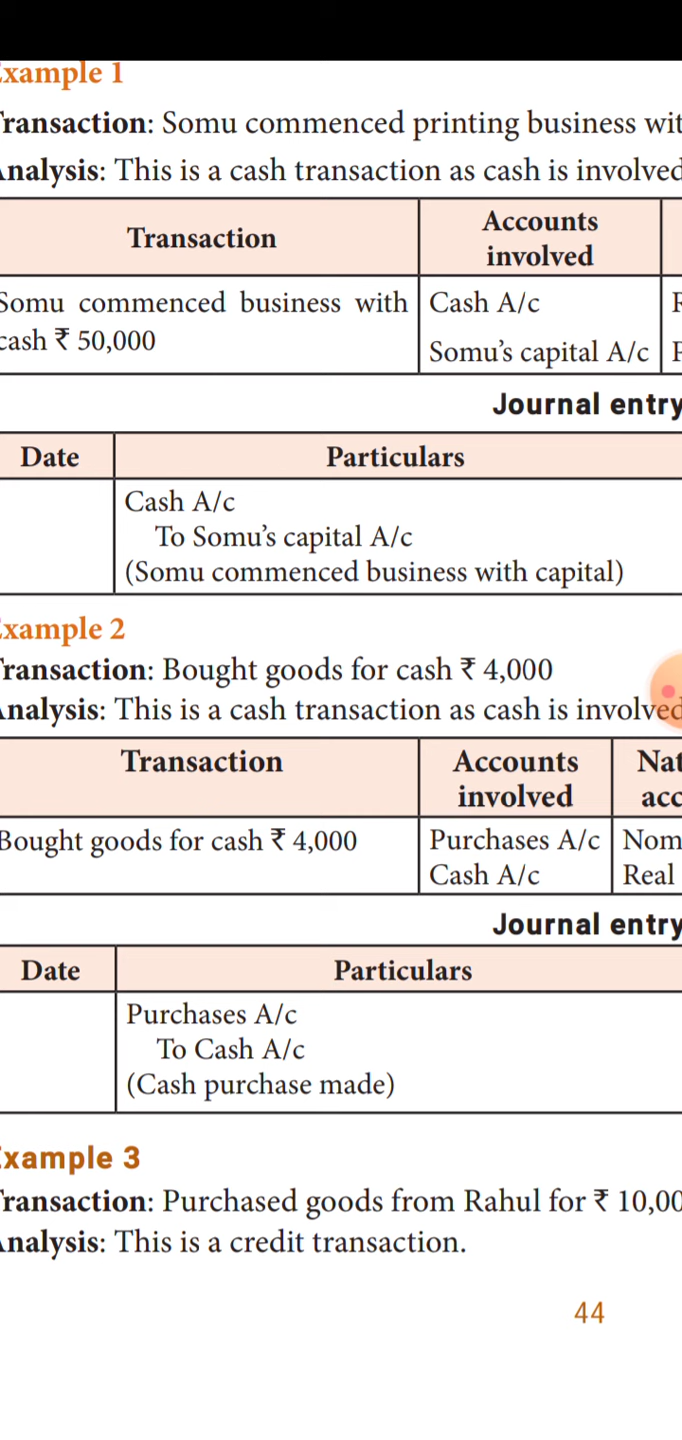 xample 1
ransaction: Somu commenced printing business wit
nalysis: This is a cash transaction as cash is involved
Transaction
Accounts
involved
Somu commenced business with
cash ₹ 50,000
Cash A/c
Somu's capital A/c
Journal entry
Date
Particulars
Cash A/c
To Somu's capital A/c
(Somu commenced business with capital)
xample 2
ransaction: Bought goods for cash ₹ 4,000
nalysis: This is a cash transaction as cash is involved
Transaction
Accounts
involved
Nat
acc
Bought goods for cash ₹ 4,000
Purchases A/c
Cash A/c
Nom
Real
Journal entry
Date
Particulars
Purchases A/c
To Cash A/c
(Cash purchase made)
xample 3
ransaction: Purchased goods from Rahul for ₹ 10,00
nalysis: This is a credit transaction.
44